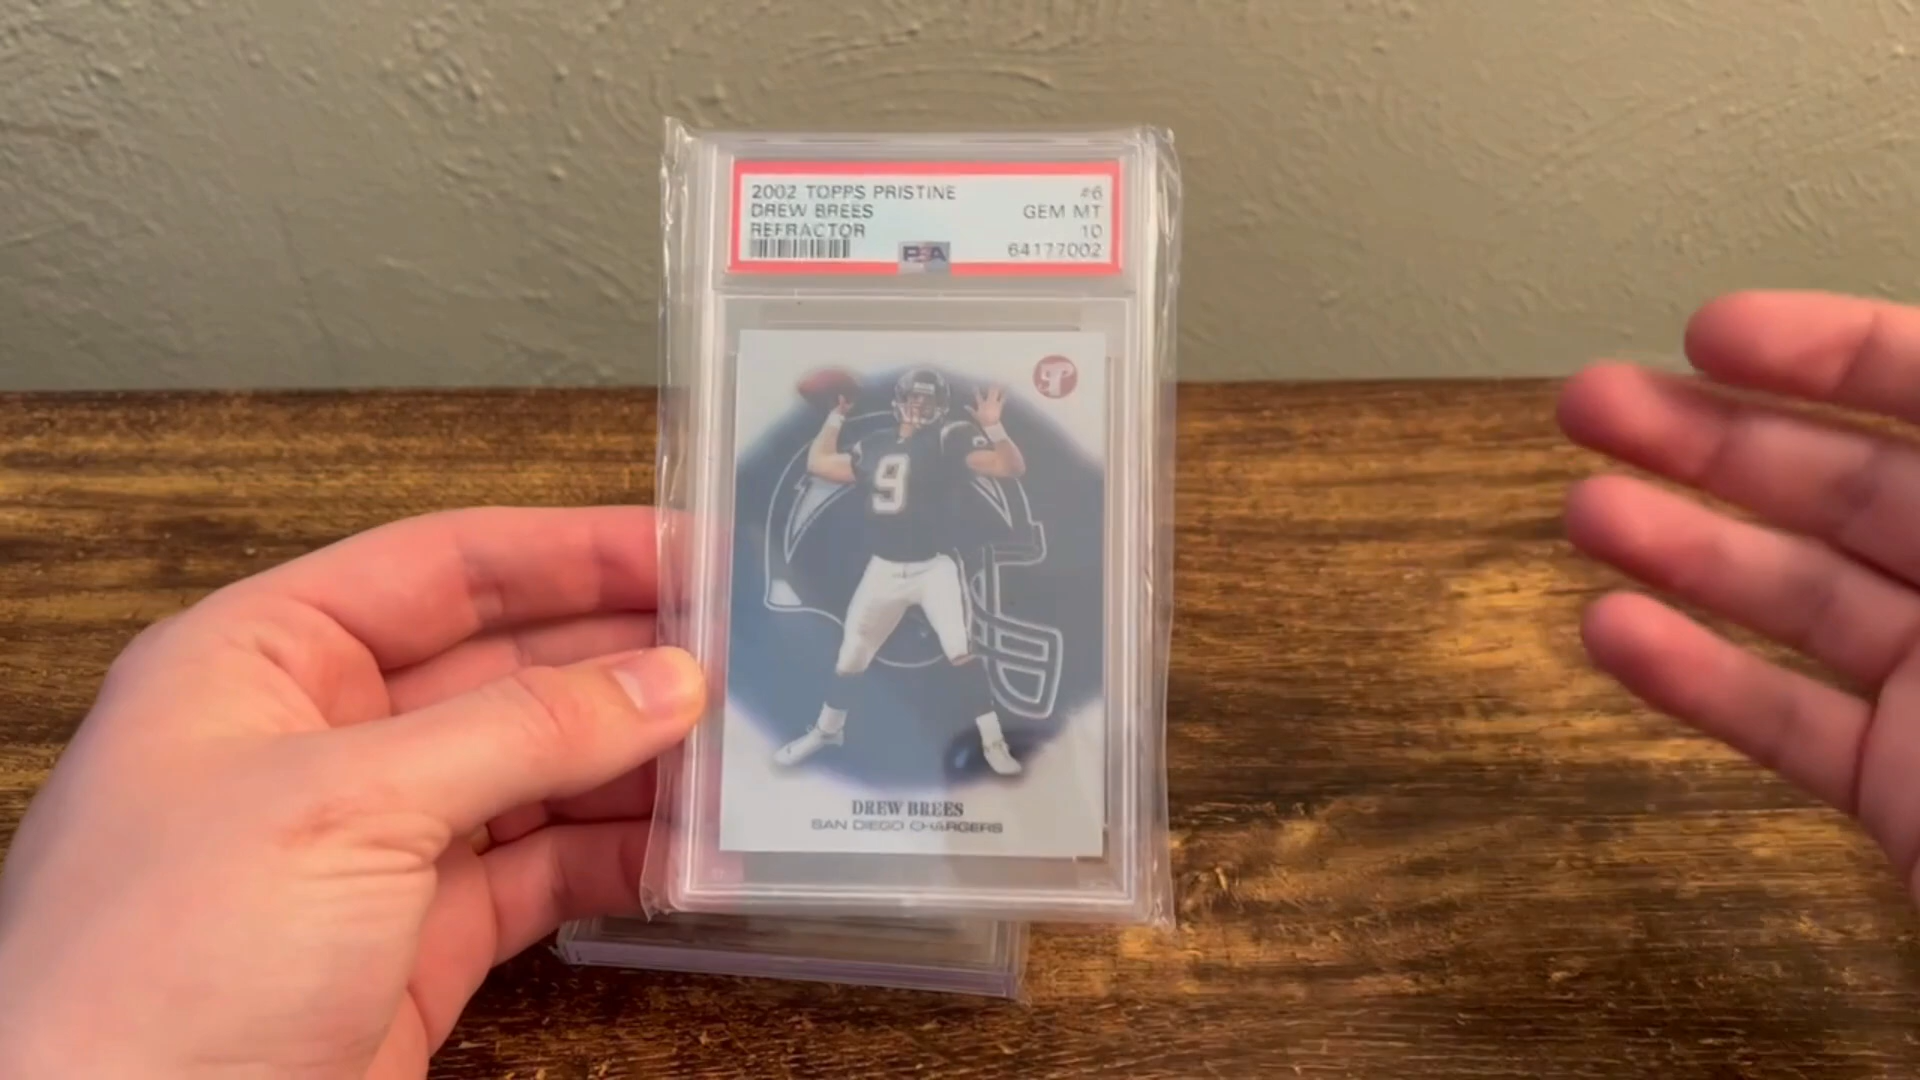 2002 TOPPS PRISTINE #6
DREW BREES GEM MT
REFRACTOR 10
PSA 64177002
9
DREW BREES
SAN DIEGO CHARGERS